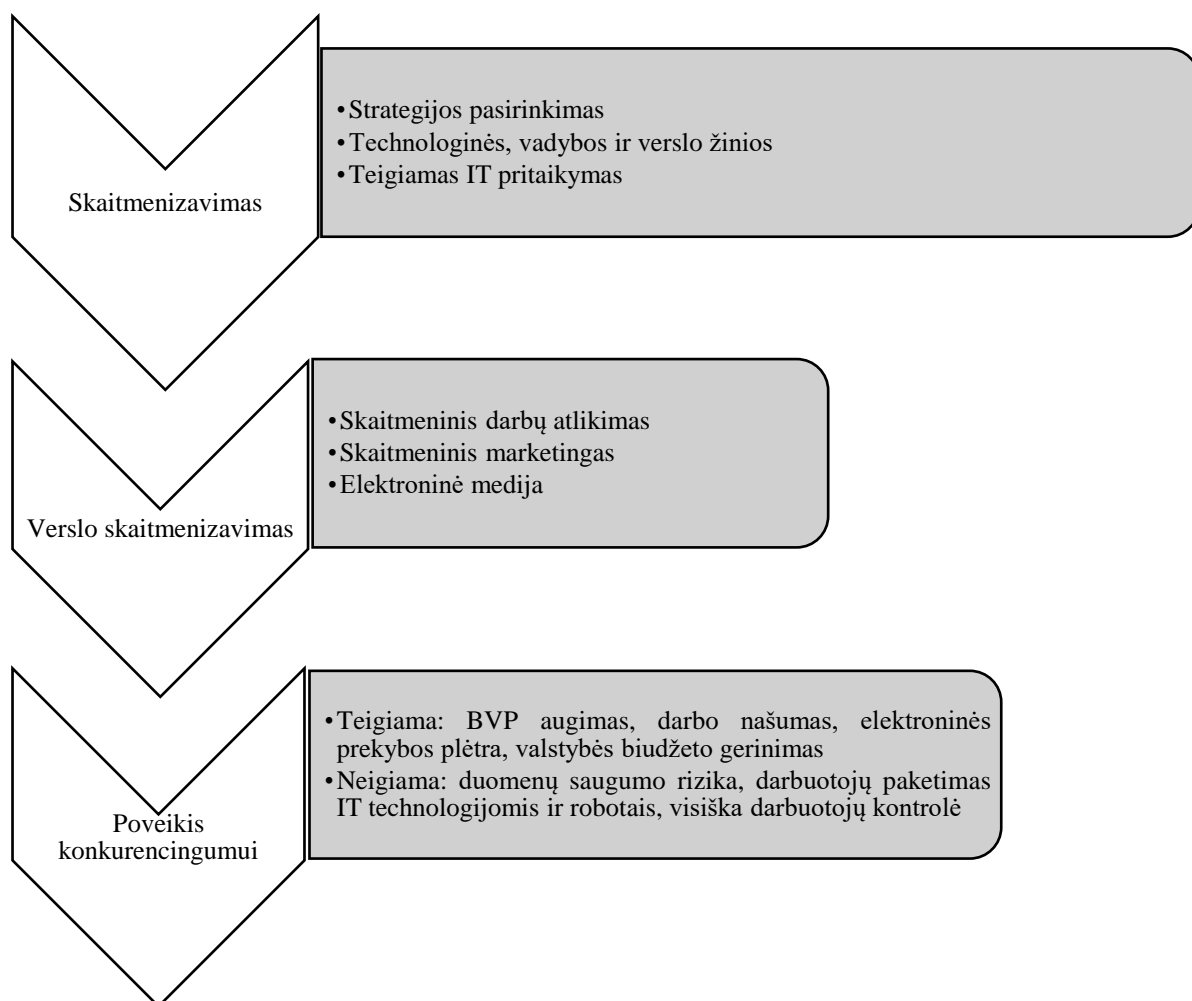 •Strategijos pasirinkimas
•Technologinės, vadybos ir verslo žinios
•Teigiamas IT pritaikymas
Skaitmenizavimas
•Skaitmeninis darbų atlikimas
•Skaitmeninis marketingas
•Elektroninė medija
Verslo skaitmenizavimas
•Teigiama: BVP augimas, darbo našumas, elektroninės
prekybos plėtra, valstybės biudžeto gerinimas
•Neigiama: duomenų saugumo rizika, darbuotojų paketimas
IT technologijomis ir robotais, visiška darbuotojų kontrolė
Poveikis
konkurencingumui